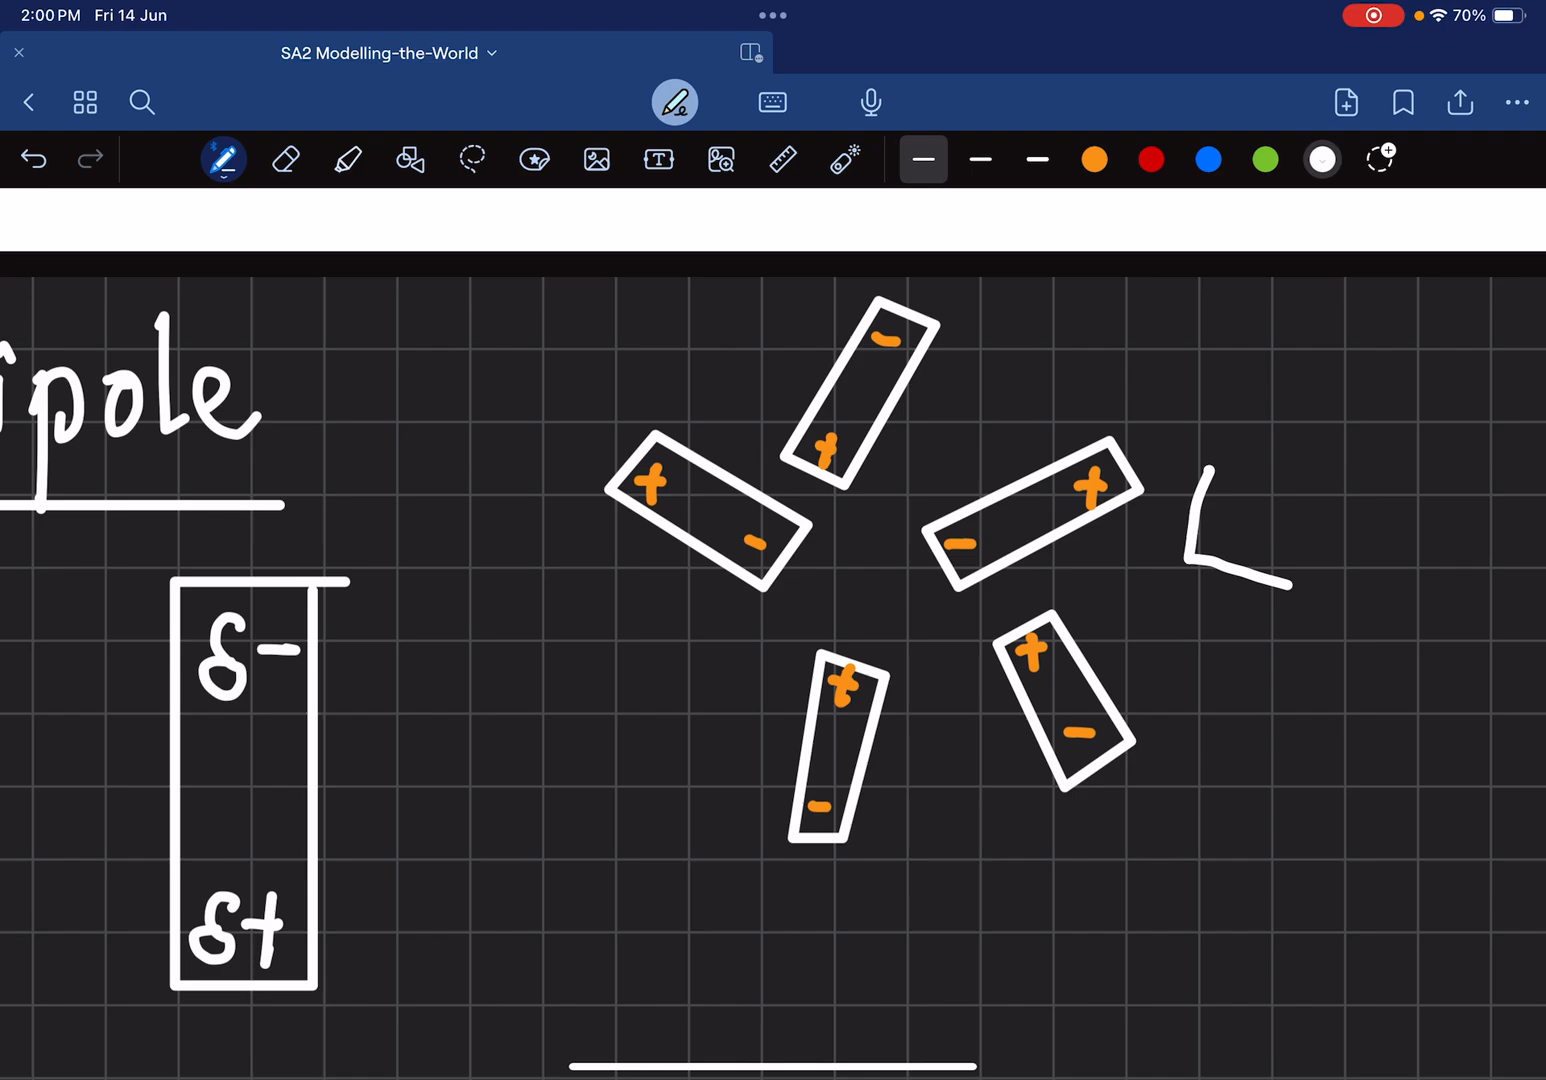 2:00 PM Fri 14 Jun
70%
SA2 Modelling-the-World
T
ipole
δ-
δ+
-
+
+
-
+
-
+
-
+
-